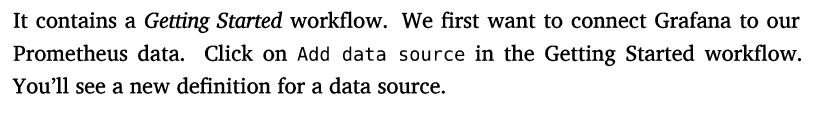 It contains a Getting Started workflow. We first want to connect Grafana to our
Prometheus data. Click on Add data source in the Getting Started workflow.
You’ll see a new definition for a data source.